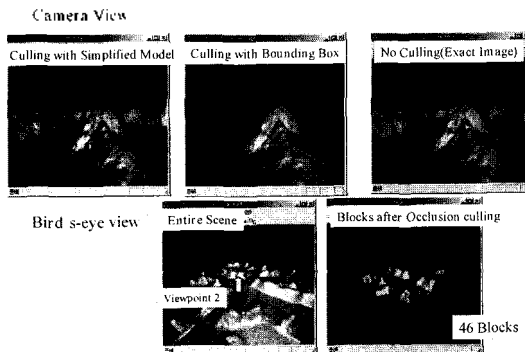 Camera View
Culling with Simplified Model
Culling with Bounding Box
No Culling(Exact Image)
Bird s-eye view
Entire Scene
Blocks after Occlusion culling
Viewpoint 2
46 Blocks